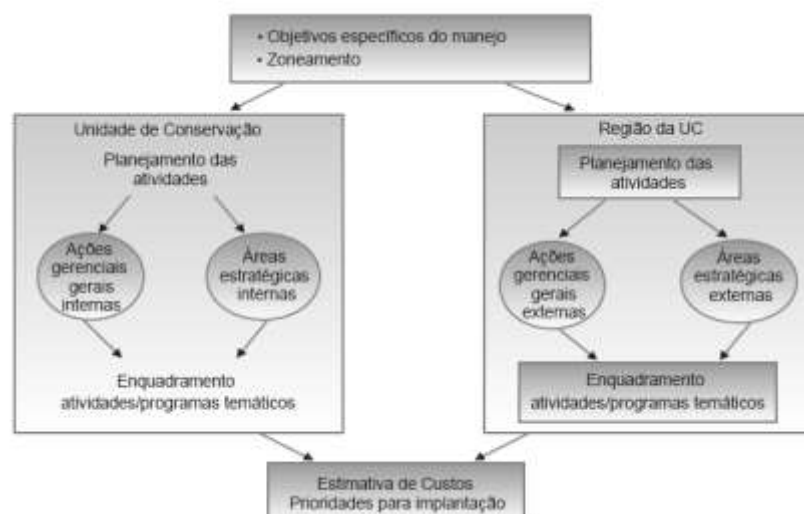 • Objetivos específicos do manejo
• Zoneamento
Unidade de Conservação
Planejamento das
atividades
Ações
gerenciais
gerais
internas
Áreas
estratégicas
internas
Enquadramento
atividades/programas temáticos
Região da UC
Planejamento das
atividades
Ações
gerenciais
gerais
externas
Áreas
estratégicas
externas
Enquadramento
atividades/programas temáticos
Estimativa de Custos
Prioridades para implantação